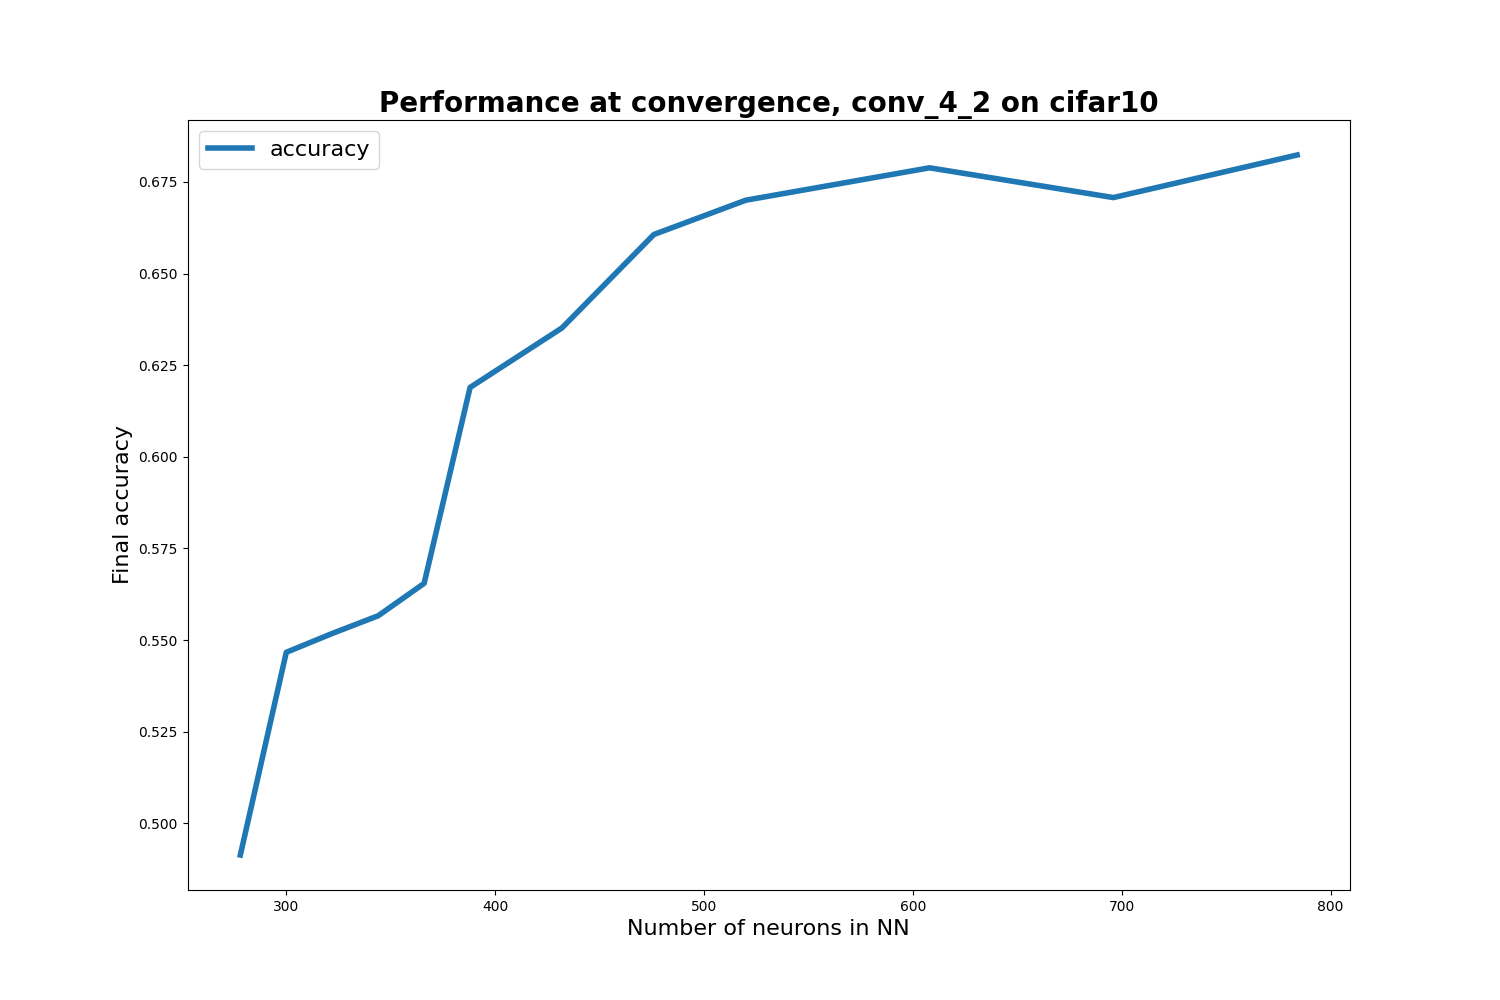 Performance at convergence, conv_4_2 on cifar10
accuracy
0.675
0.650
0.625
0.600
0.575
0.550
0.525
0.500
Final accuracy
300 400 500 600 700 800
Number of neurons in NN